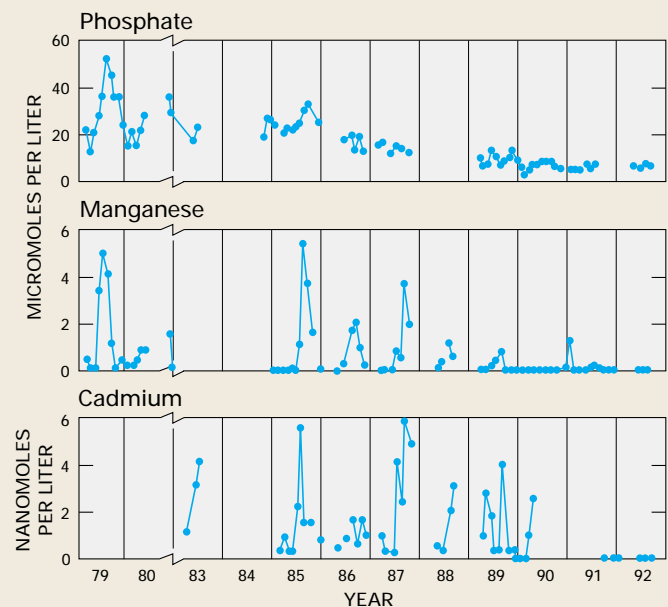 Phosphate
60
40
20
0
MICROMOLES PER LITER
Manganese
6
4
2
0
Cadmium
NANOMOLES
PER LITER
6
4
2
0
79 80 83 84 85 86 87 88 89 90 91 92
YEAR